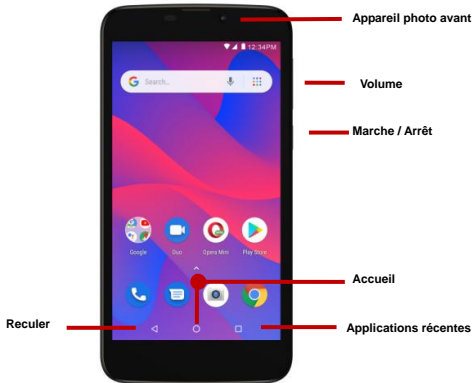 Appareil photo avant
12:34PM
G Search..
Volume
Marche / Arrêt
Google Duo Opera Mini Play Store
Accueil
Reculer
Applications récentes